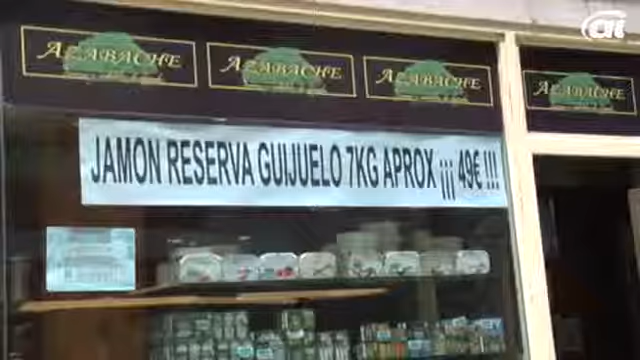 AZABACHE AZABACHE AZABACHE AZABACHE
JAMON RESERVA GUIJUELO 7KG APROX ¡¡¡ 49€ !!!